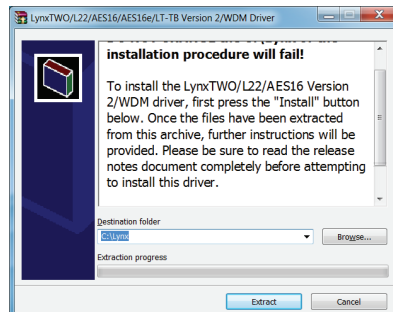 LynxTWO/L22/AES16/AES16e/LT-TB Version 2/WDM Driver
installation procedure will fail!
To install the LynxTWO/L22/AES16 Version
2/WDM driver, first press the "Install" button
below. Once the files have been extracted
from this archive, further instructions will be
provided. Please be sure to read the release
notes document completely before attempting
to install this driver.
Destination folder
C:\Lynx
Browse...
Extraction progress
Extract
Cancel